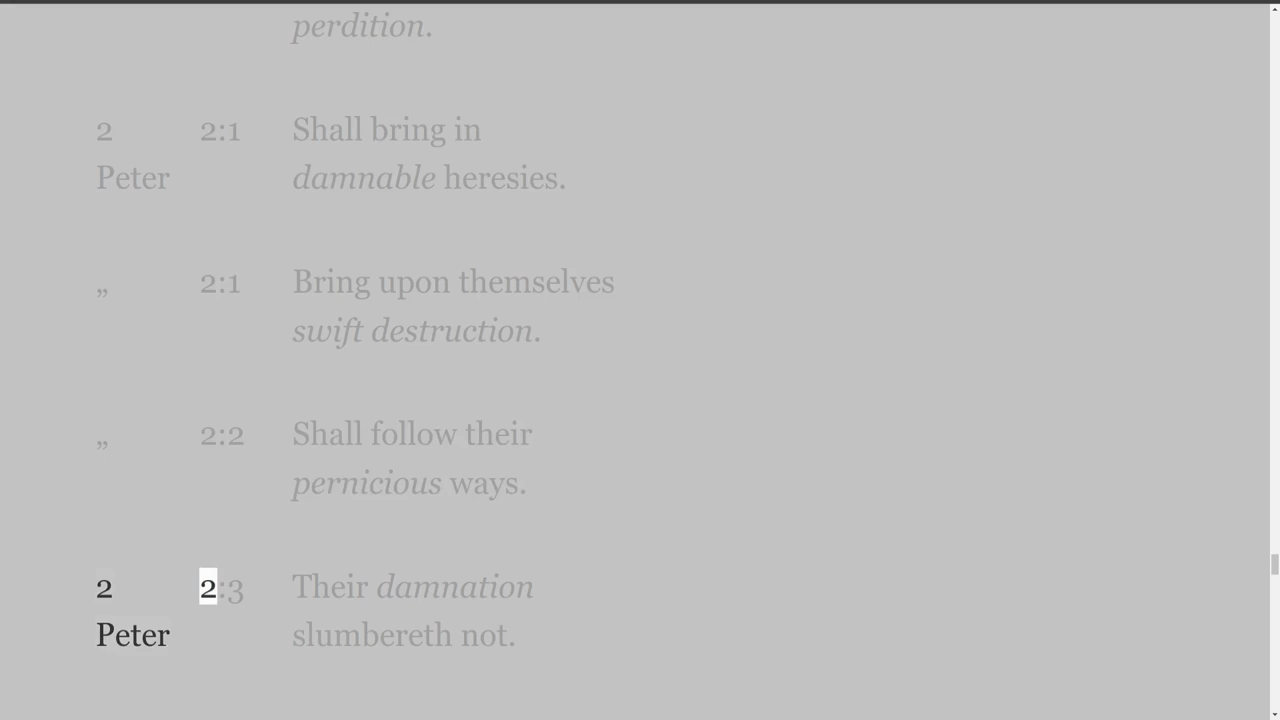 perdition.
2 2:1 Shall bring in
Peter damnable heresies.
„ 2:1 Bring upon themselves
swift destruction.
„ 2:2 Shall follow their
pernicious ways.
2 2:3 Their damnation
Peter slumbereth not.